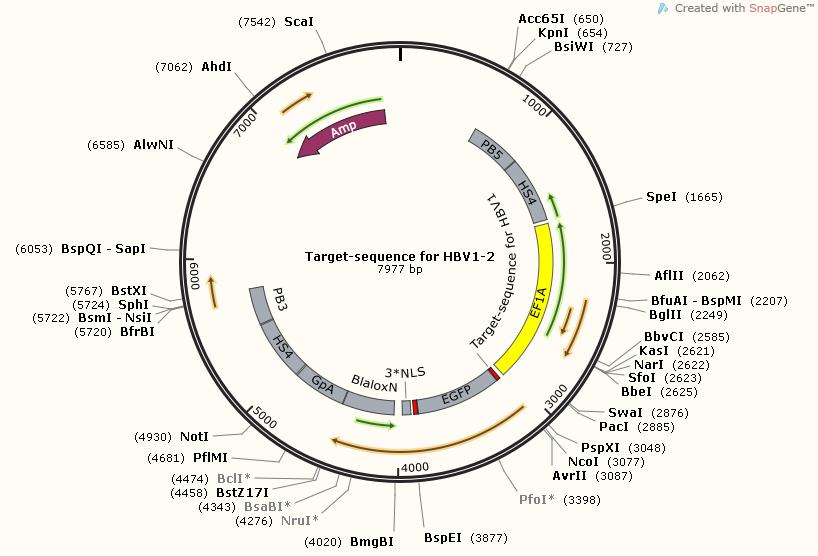 Created with SnapGene™
ScaI (7542)
AhdI (7062)
AlwNI (6585)
BspQI - SapI (6053)
BstXI (5767)
SphI (5724)
BsmI - NsiI (5722)
BfrBI (5720)
NotI (4930)
PflMI (4681)
BclI* (4474)
BstZ17I (4458)
BsaBI* (4343)
NruI* (4276)
BmgBI (4020)
Acc65I (650)
KpnI (654)
BsiWI (727)
SpeI (1665)
AflII (2062)
BfuAI - BspMI (2207)
BglII (2249)
BbvCI (2585)
KasI (2621)
NarI (2622)
SfoI (2623)
BbeI (2625)
SwaI (2876)
PacI (2885)
PspXI (3048)
NcoI (3077)
AvrII (3087)
PfoI* (3398)
BspEI (3877)
1000
2000
3000
4000
5000
6000
7000
Amp
PB5
HS4
Target-sequence for HBV1
EF1A
EGFP
3*NLS
BlaloxN
GpA
HS4
PB3
Target-sequence for HBV1-2
7977 bp